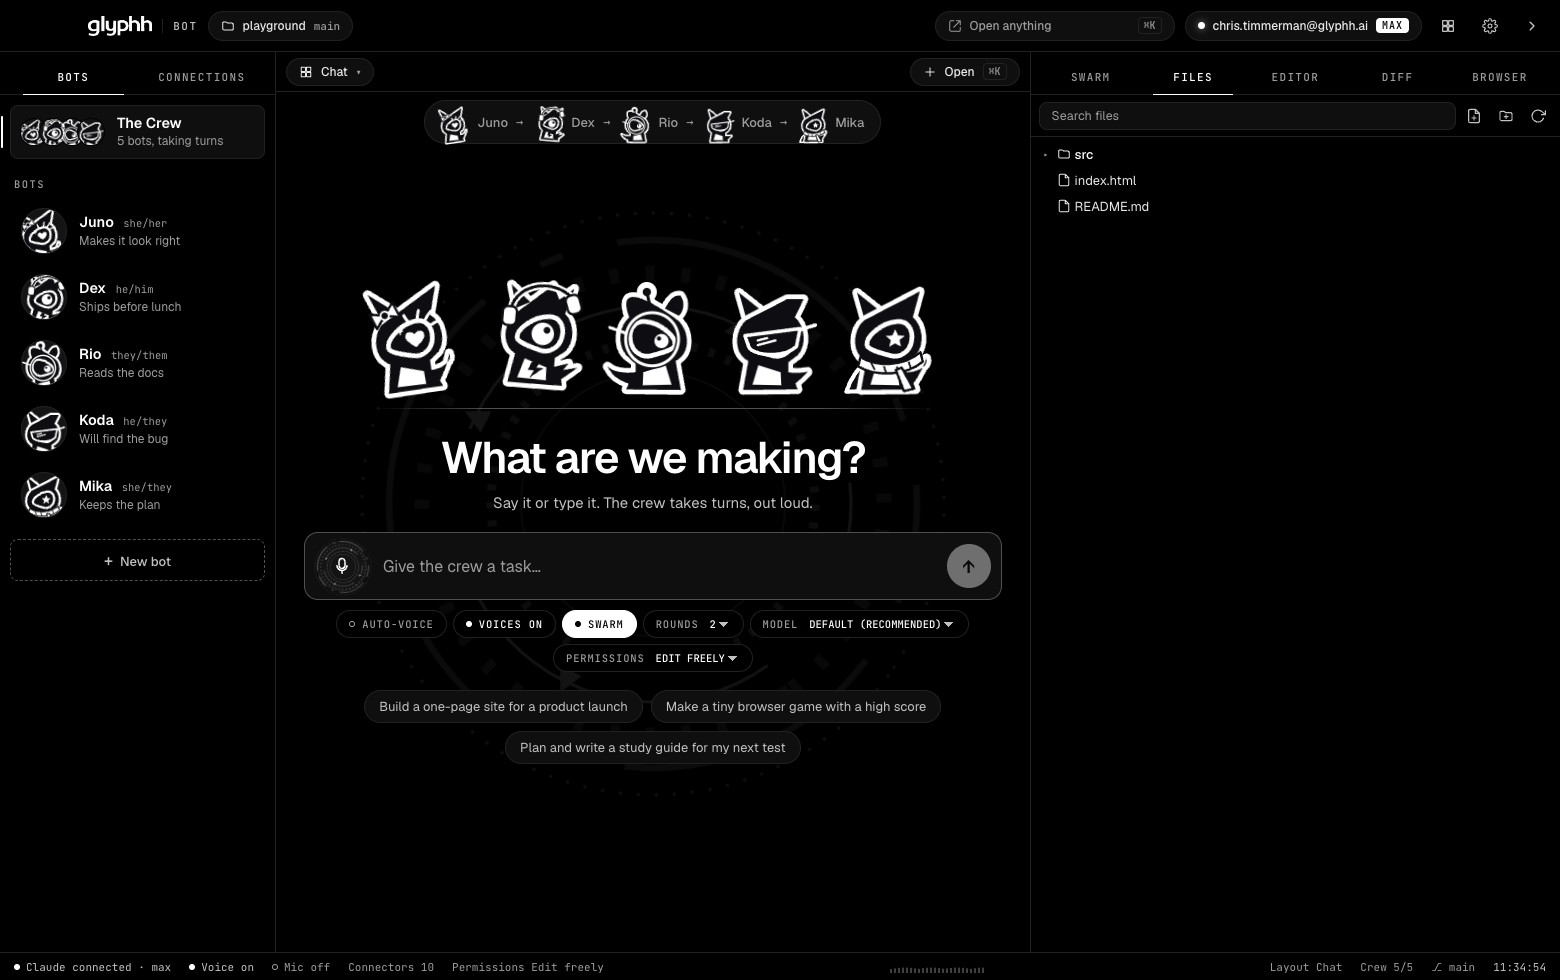 glyphh BOT playground main
Open anything ⌘K
chris.timmerman@glyphh.ai MAX
BOTS CONNECTIONS
The Crew
5 bots, taking turns
BOTS
Juno she/her
Makes it look right
Dex he/him
Ships before lunch
Rio they/them
Reads the docs
Koda he/they
Will find the bug
Mika she/they
Keeps the plan
+ New bot
Chat
+ Open ⌘K
Juno → Dex → Rio → Koda → Mika
What are we making?
Say it or type it. The crew takes turns, out loud.
Give the crew a task...
AUTO-VOICE VOICES ON SWARM ROUNDS 2 MODEL DEFAULT (RECOMMENDED)
PERMISSIONS EDIT FREELY
Build a one-page site for a product launch
Make a tiny browser game with a high score
Plan and write a study guide for my next test
SWARM FILES EDITOR DIFF BROWSER
Search files
src
index.html
README.md
Claude connected · max Voice on Mic off Connectors 10 Permissions Edit freely
Layout Chat Crew 5/5 ⌥ main 11:34:54